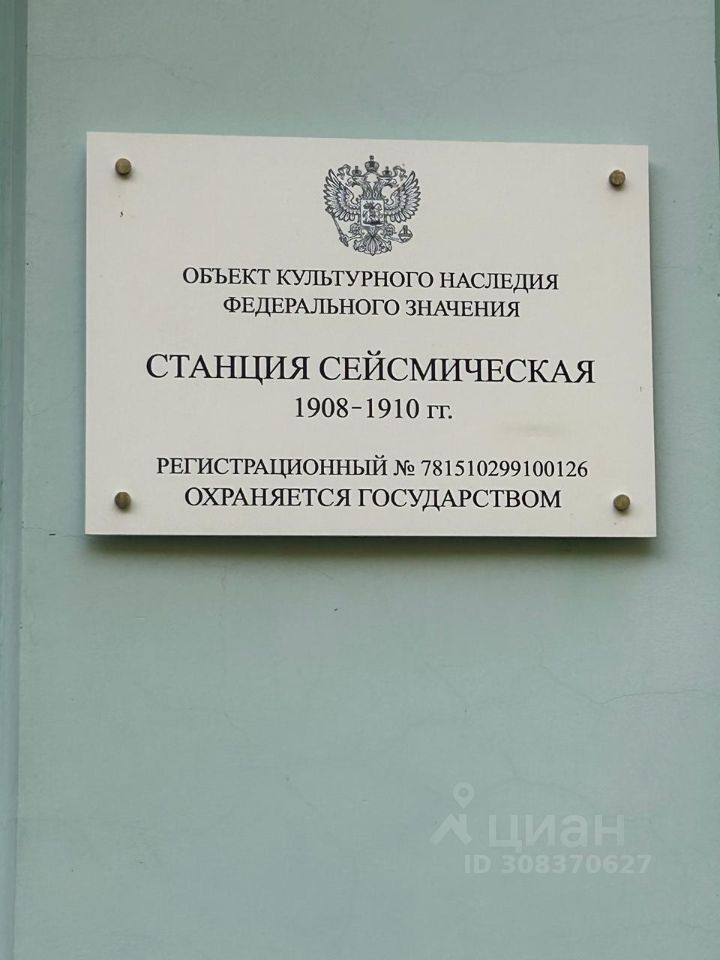 ОБЪЕКТ КУЛЬТУРНОГО НАСЛЕДИЯ
ФЕДЕРАЛЬНОГО ЗНАЧЕНИЯ
СТАНЦИЯ СЕЙСМИЧЕСКАЯ
1908-1910 гг.
РЕГИСТРАЦИОННЫЙ № 781510299100126
ОХРАНЯЕТСЯ ГОСУДАРСТВОМ
циан
ID 308370627